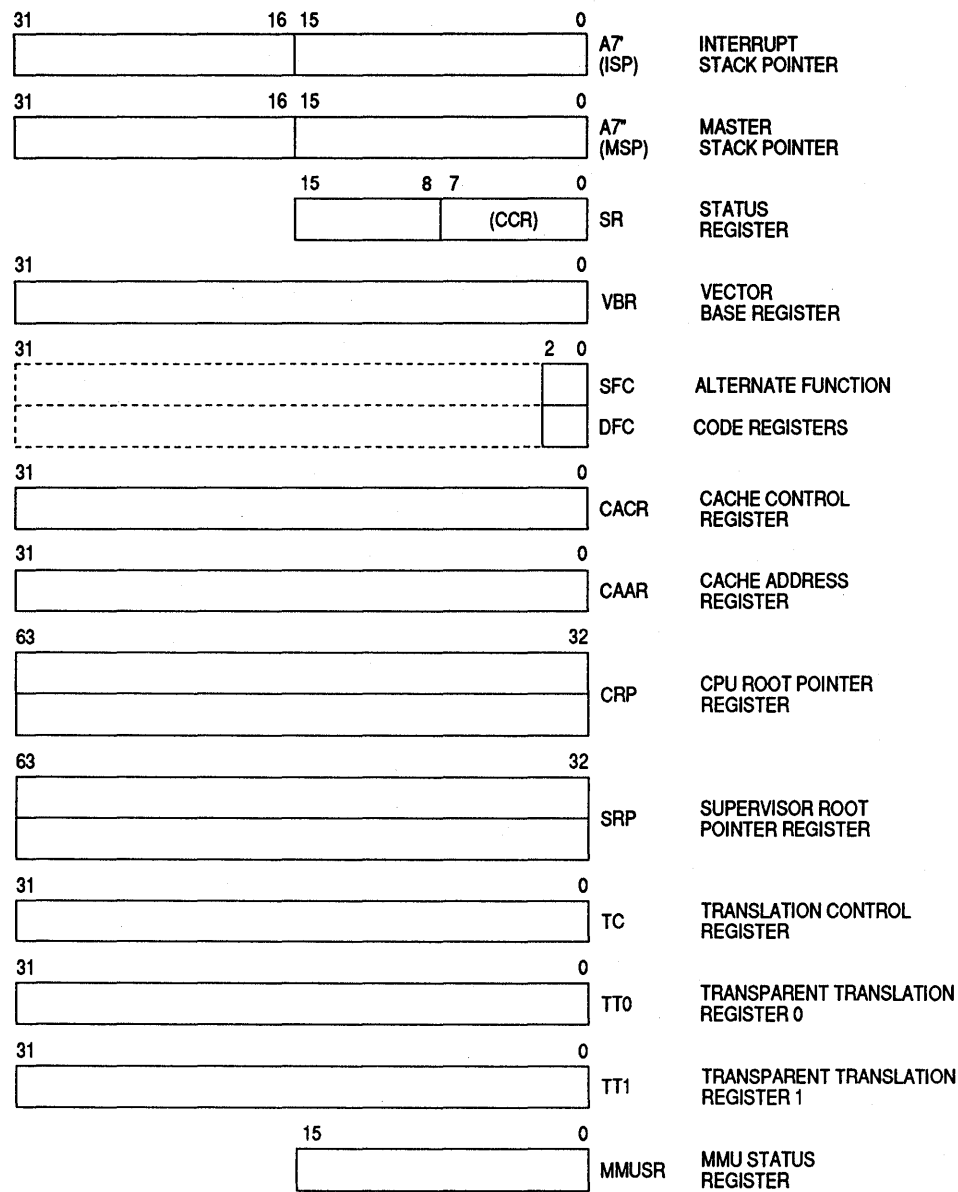 31 16 15 0
A7' INTERRUPT
(ISP) STACK POINTER
31 16 15 0
A7" MASTER
(MSP) STACK POINTER
15 8 7 0
(CCR) SR STATUS
REGISTER
31 0
VBR VECTOR
BASE REGISTER
31 2 0
SFC ALTERNATE FUNCTION
DFC CODE REGISTERS
31 0
CACR CACHE CONTROL
REGISTER
31 0
CAAR CACHE ADDRESS
REGISTER
63 32
CRP CPU ROOT POINTER
REGISTER
63 32
SRP SUPERVISOR ROOT
POINTER REGISTER
31 0
TC TRANSLATION CONTROL
REGISTER
31 0
TT0 TRANSPARENT TRANSLATION
REGISTER 0
31 0
TT1 TRANSPARENT TRANSLATION
REGISTER 1
15 0
MMUSR MMU STATUS
REGISTER